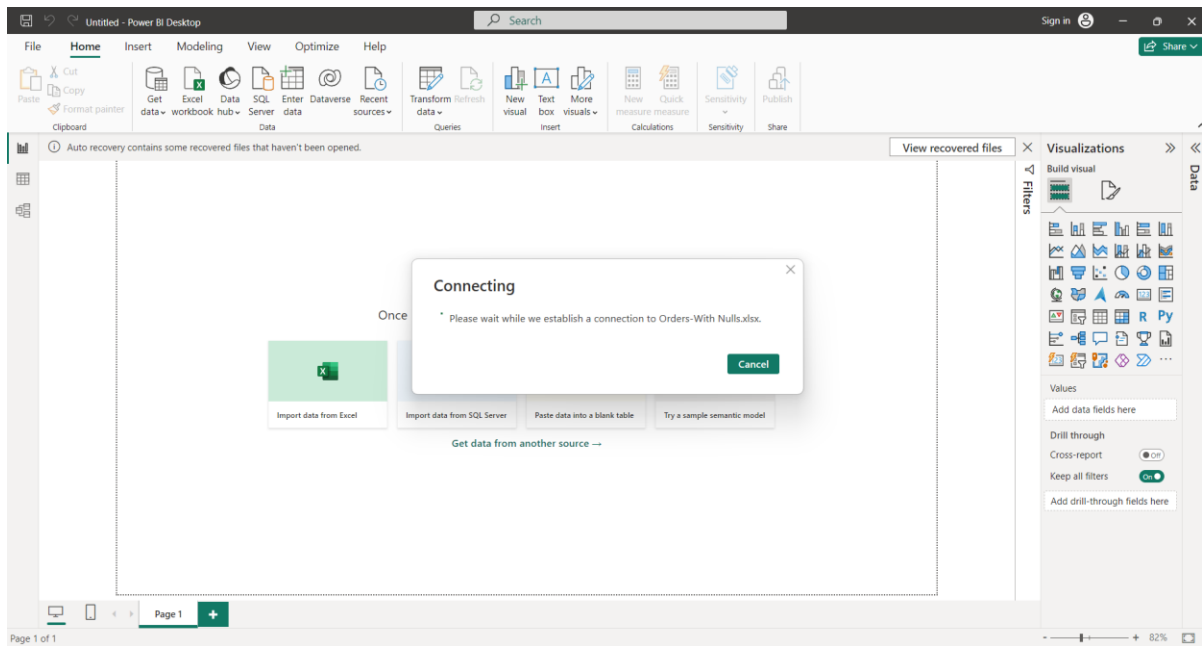 Untitled - Power BI Desktop
Search
Sign in
File Home Insert Modeling View Optimize Help
Share
Paste
Cut
Copy
Format painter
Clipboard
Get data
Excel workbook
Data hub
SQL Server
Enter data
Dataverse
Recent sources
Data
Transform data
Refresh
Queries
New visual
Text box
More visuals
Insert
New measure
Quick measure
Calculations
Sensitivity
Sensitivity
Publish
Share
Auto recovery contains some recovered files that haven't been opened.
View recovered files
Filters
Visualizations
Build visual
Data
Connecting
Please wait while we establish a connection to Orders-With Nulls.xlsx.
Cancel
Once
Import data from Excel
Import data from SQL Server
Paste data into a blank table
Try a sample semantic model
Get data from another source →
R Py
Values
Add data fields here
Drill through
Cross-report
Off
Keep all filters
On
Add drill-through fields here
Page 1
Page 1 of 1
- + 82%